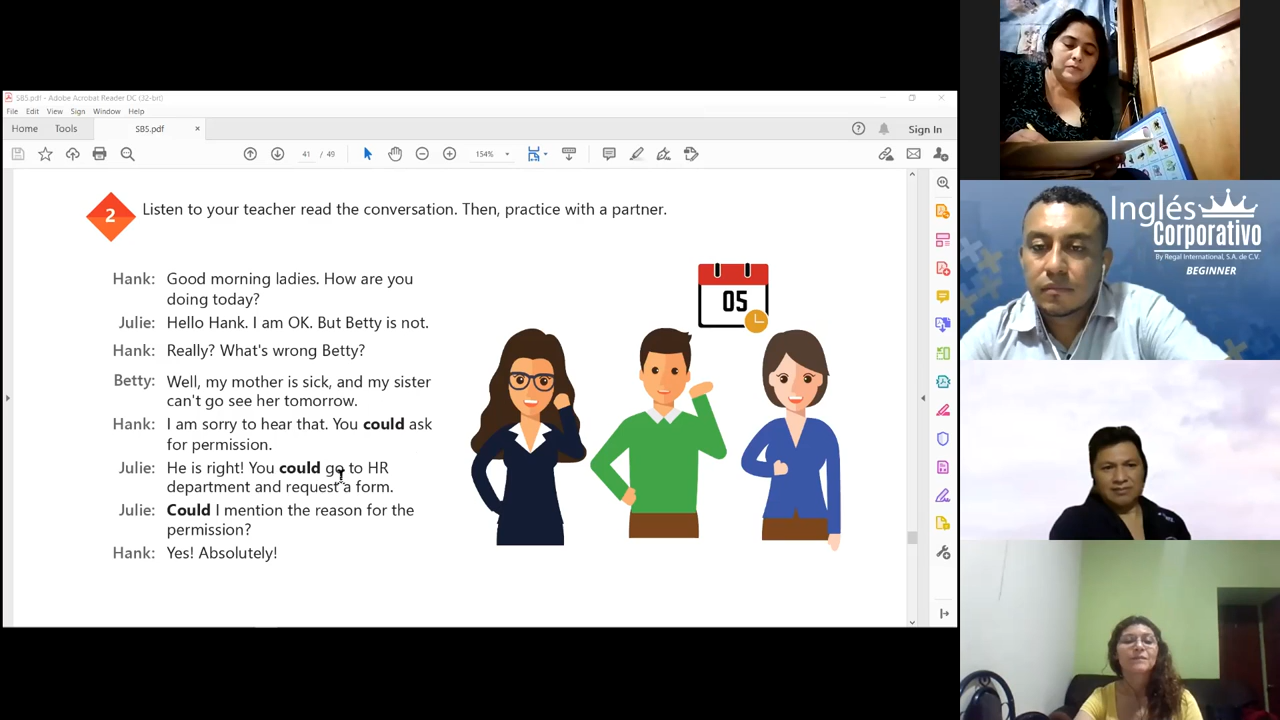 SB5.pdf - Adobe Acrobat Reader DC (32-bit)
File Edit View Sign Window Help
Home Tools SB5.pdf × Sign In
41 / 49 154%
2 Listen to your teacher read the conversation. Then, practice with a partner.
Hank: Good morning ladies. How are you
doing today?
Julie: Hello Hank. I am OK. But Betty is not.
Hank: Really? What's wrong Betty?
Betty: Well, my mother is sick, and my sister
can't go see her tomorrow.
Hank: I am sorry to hear that. You could ask
for permission.
Julie: He is right! You could go to HR
department and request a form.
Julie: Could I mention the reason for the
permission?
Hank: Yes! Absolutely!
05
Inglés
Corporativo
By Regal International, S.A. de C.V.
BEGINNER